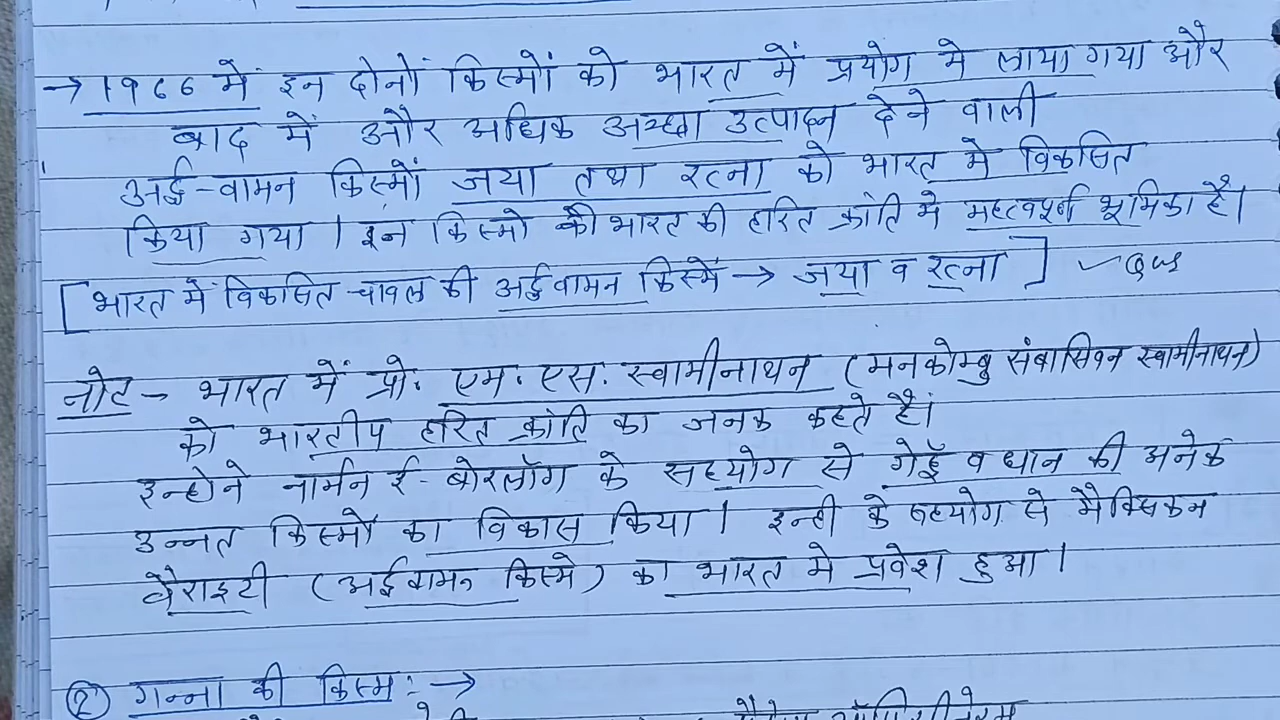 → १९६६ में इन दोनों किस्मों को भारत में प्रयोग मे लाया गया और
बाद में और अधिक अच्छा उत्पादन देने वाली
अर्द्ध-वामन किस्मों जया तथा रत्ना को भारत मे विकसित
किया गया । इन किस्मो की भारत की हरित क्रांति मे महत्वपूर्ण भूमिका है।
[भारत में विकसित चावल की अर्द्धवामन किस्में → जया व रत्ना] ✓ Qus
नोट - भारत में प्रो. एम. एस. स्वामीनाथन (मनकोम्बु संबासिवन स्वामीनाथन)
को भारतीय हरित क्रांति का जनक कहते हैं।
इन्होने नार्मन ई - बोरलॉग के सहयोग से गेहूँ व धान की अनेक
उन्नत किस्मों का विकास किया । इन्ही के सहयोग से मैक्सिकन
वैराइटी (अर्द्धवामन किस्मे) का भारत मे प्रवेश हुआ ।
② गन्ना की किस्म :→